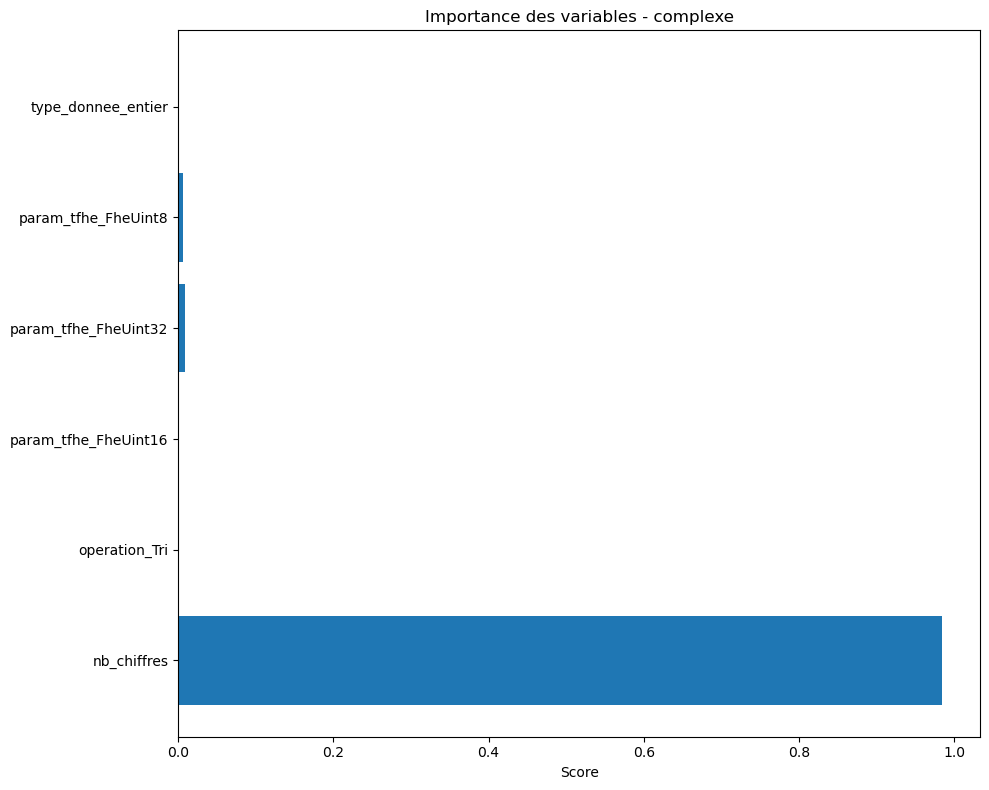 Importance des variables - complexe
type_donnee_entier
param_tfhe_FheUint8
param_tfhe_FheUint32
param_tfhe_FheUint16
operation_Tri
nb_chiffres
0.0 0.2 0.4 0.6 0.8 1.0
Score